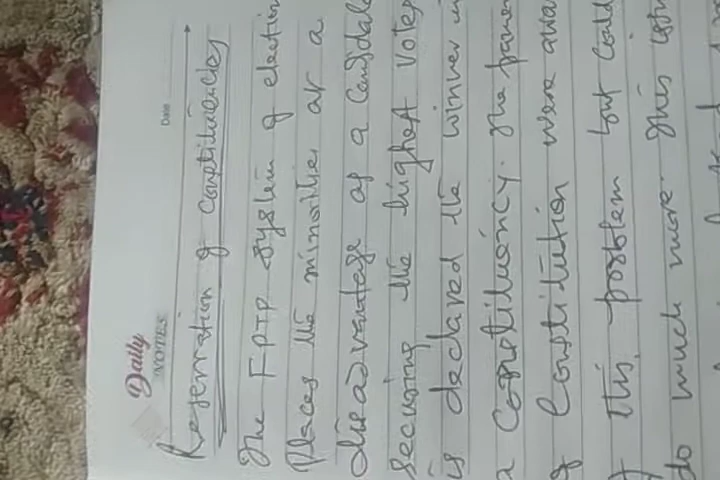 Daily
NOTES
Date
Reservation of Constituencies
The FPTP system of election
Places the minorities at a
disadvantage as a Candidate
securing the highest votes
is declared the winner in
a Constituency. The frame
of Constitution were awar
of this problem but could
do much more. This